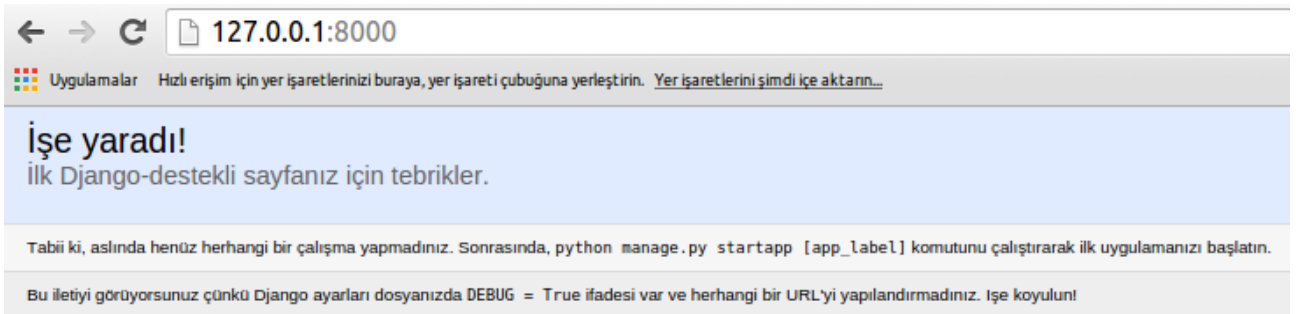 127.0.0.1:8000
Uygulamalar Hızlı erişim için yer işaretlerinizi buraya, yer işareti çubuğuna yerleştirin. Yer işaretlerini şimdi içe aktarın...
İşe yaradı!
İlk Django-destekli sayfanız için tebrikler.
Tabii ki, aslında henüz herhangi bir çalışma yapmadınız. Sonrasında, python manage.py startapp [app_label] komutunu çalıştırarak ilk uygulamanızı başlatın.
Bu iletiyi görüyorsunuz çünkü Django ayarları dosyanızda DEBUG = True ifadesi var ve herhangi bir URL'yi yapılandırmadınız. Işe koyulun!